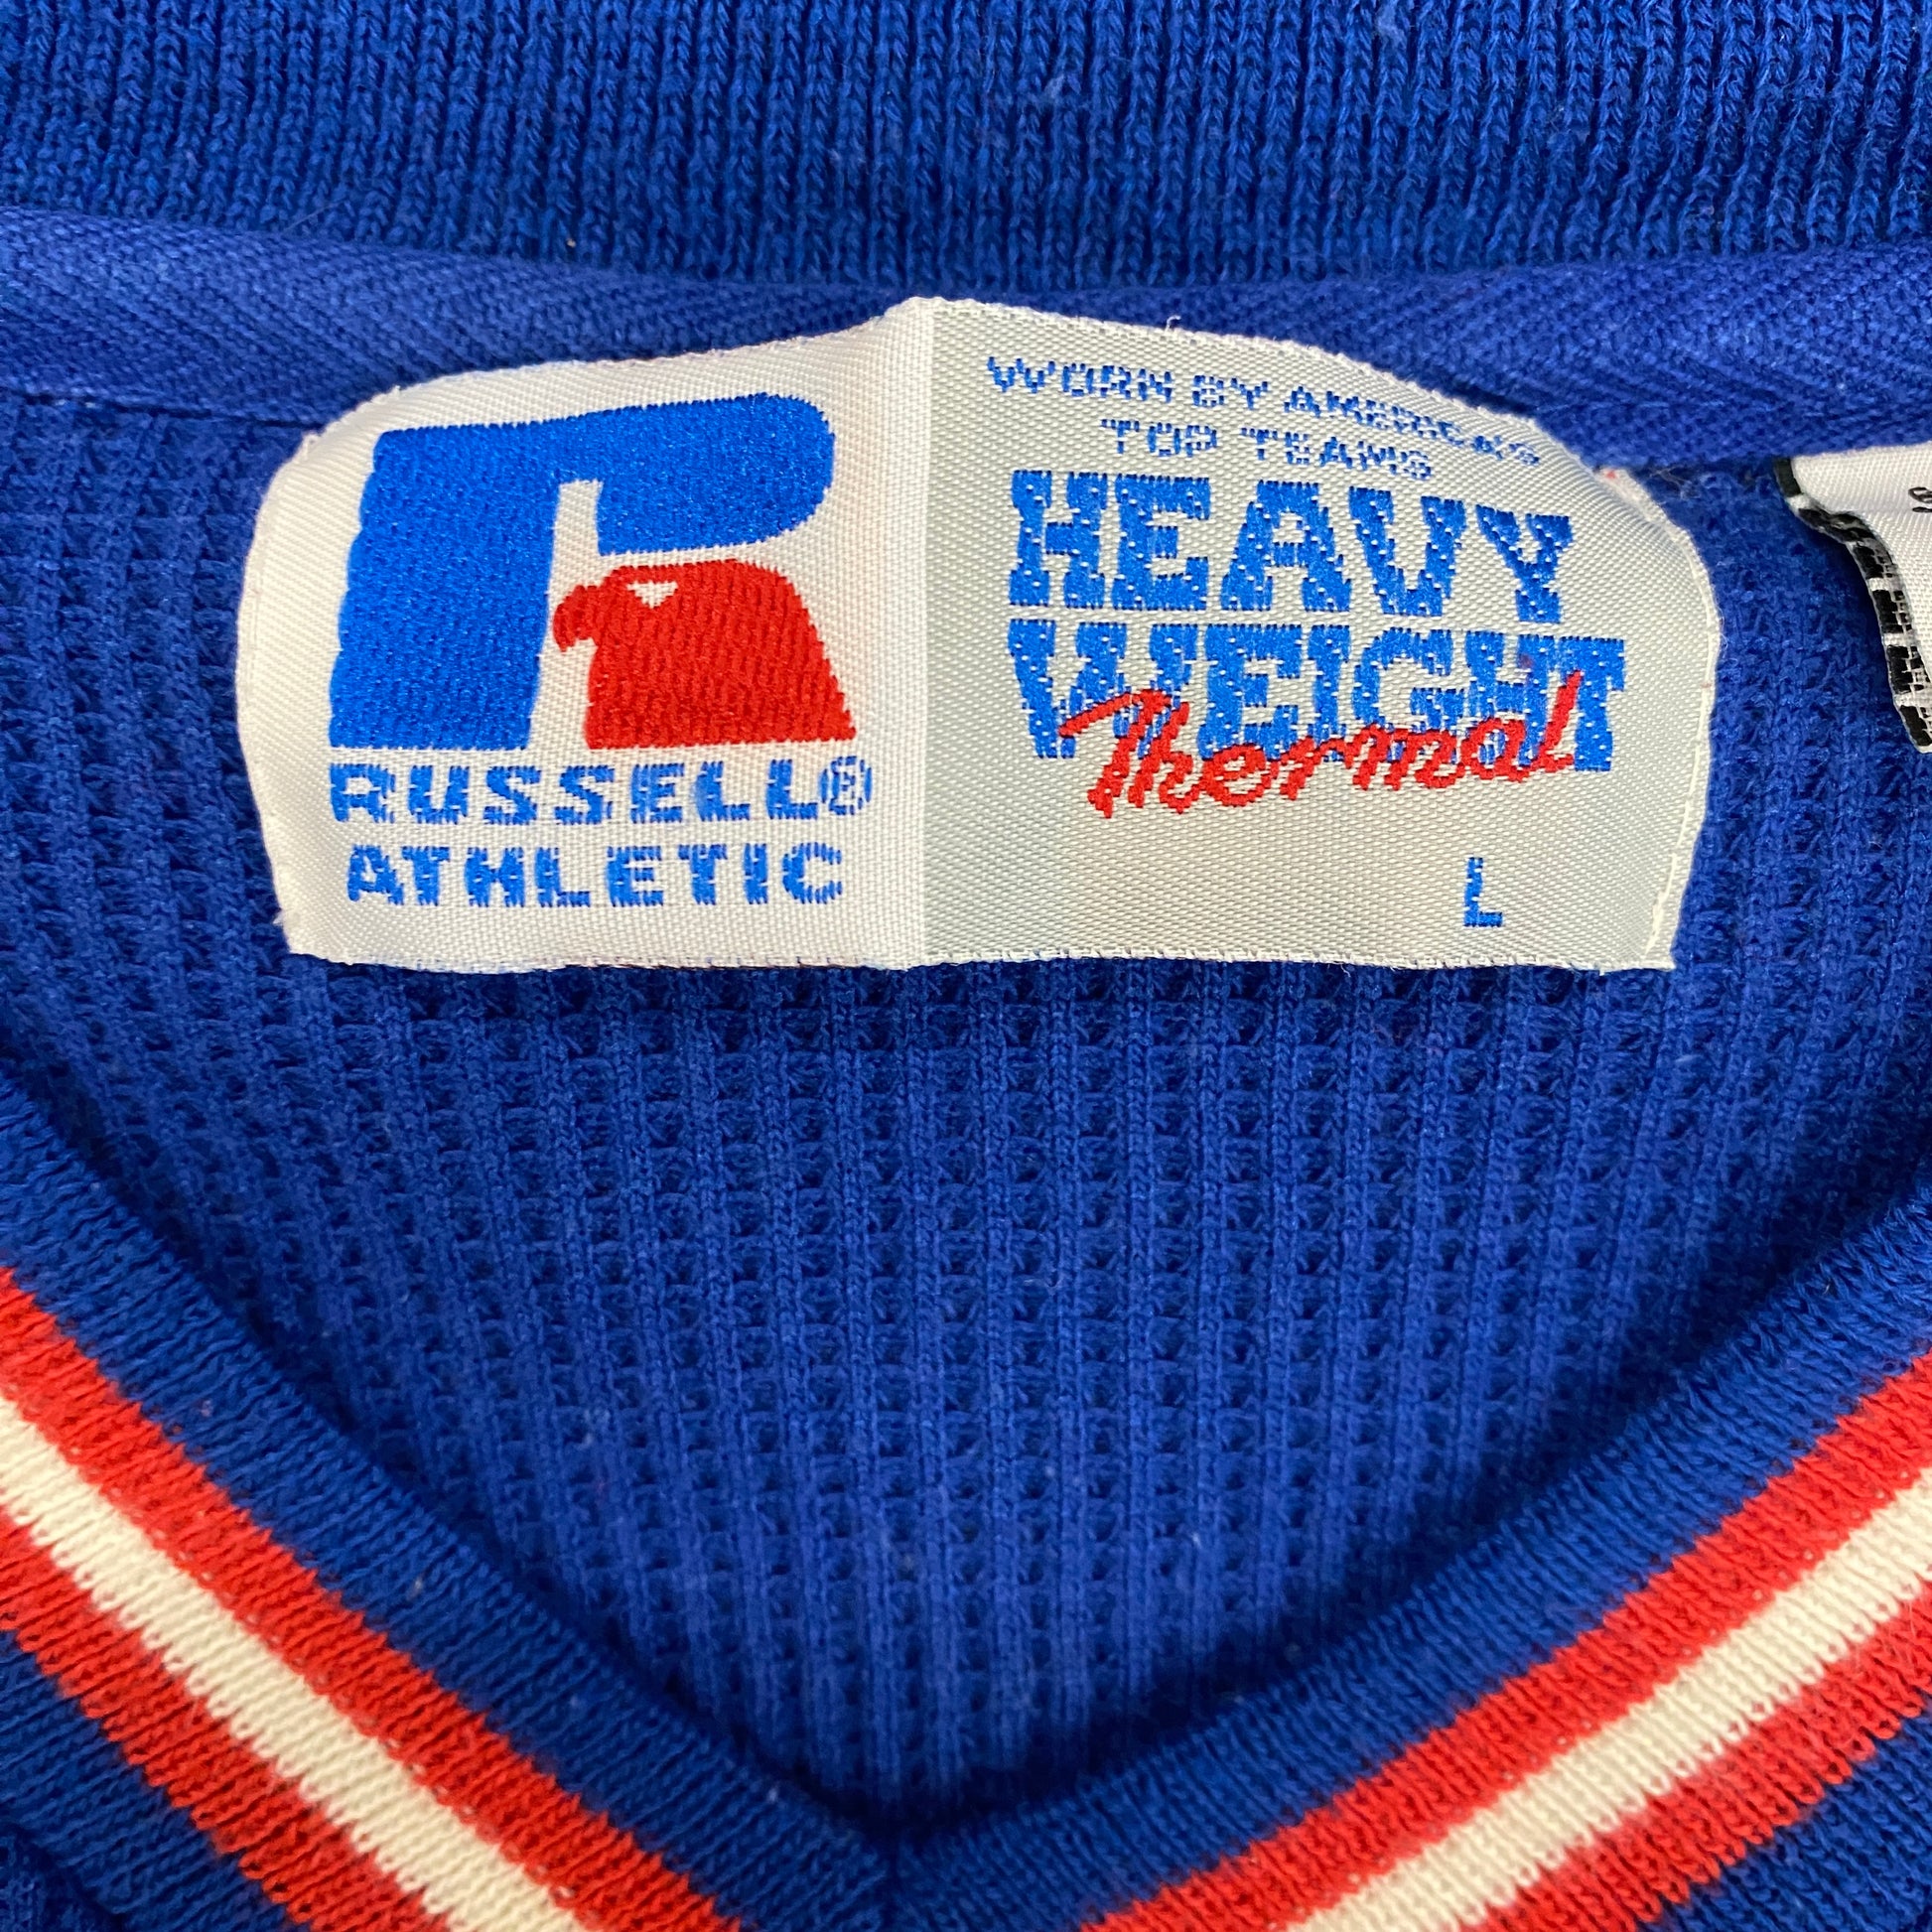 RUSSELL®
ATHLETIC
WORN BY AMERICA'S
TOP TEAMS
HEAVY
WEIGHT
Thermal
L